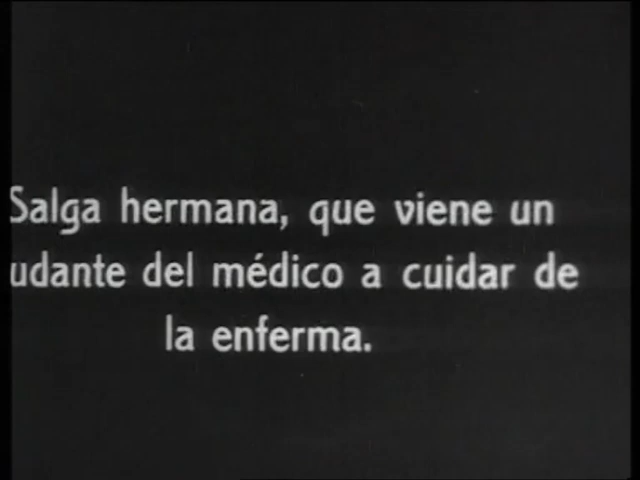 Salga hermana, que viene un
udante del médico a cuidar de
la enferma.